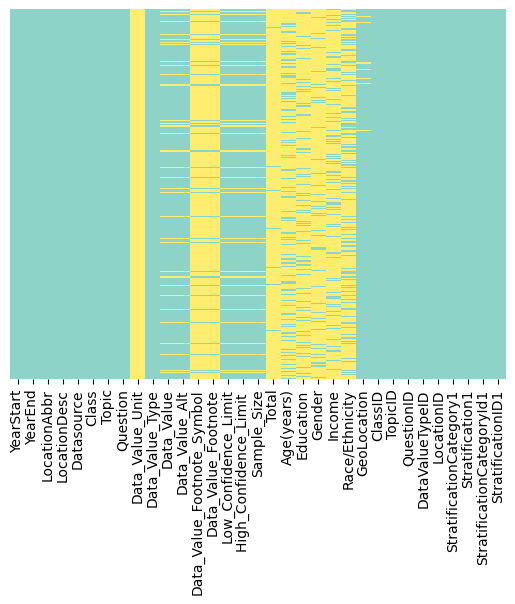 YearStart
YearEnd
LocationAbbr
LocationDesc
Datasource
Class
Topic
Question
Data_Value_Unit
Data_Value_Type
Data_Value
Data_Value_Alt
Data_Value_Footnote_Symbol
Data_Value_Footnote
Low_Confidence_Limit
High_Confidence_Limit
Sample_Size
Total
Age(years)
Education
Gender
Income
Race/Ethnicity
GeoLocation
ClassID
TopicID
QuestionID
DataValueTypeID
LocationID
StratificationCategory1
Stratification1
StratificationCategoryId1
StratificationID1